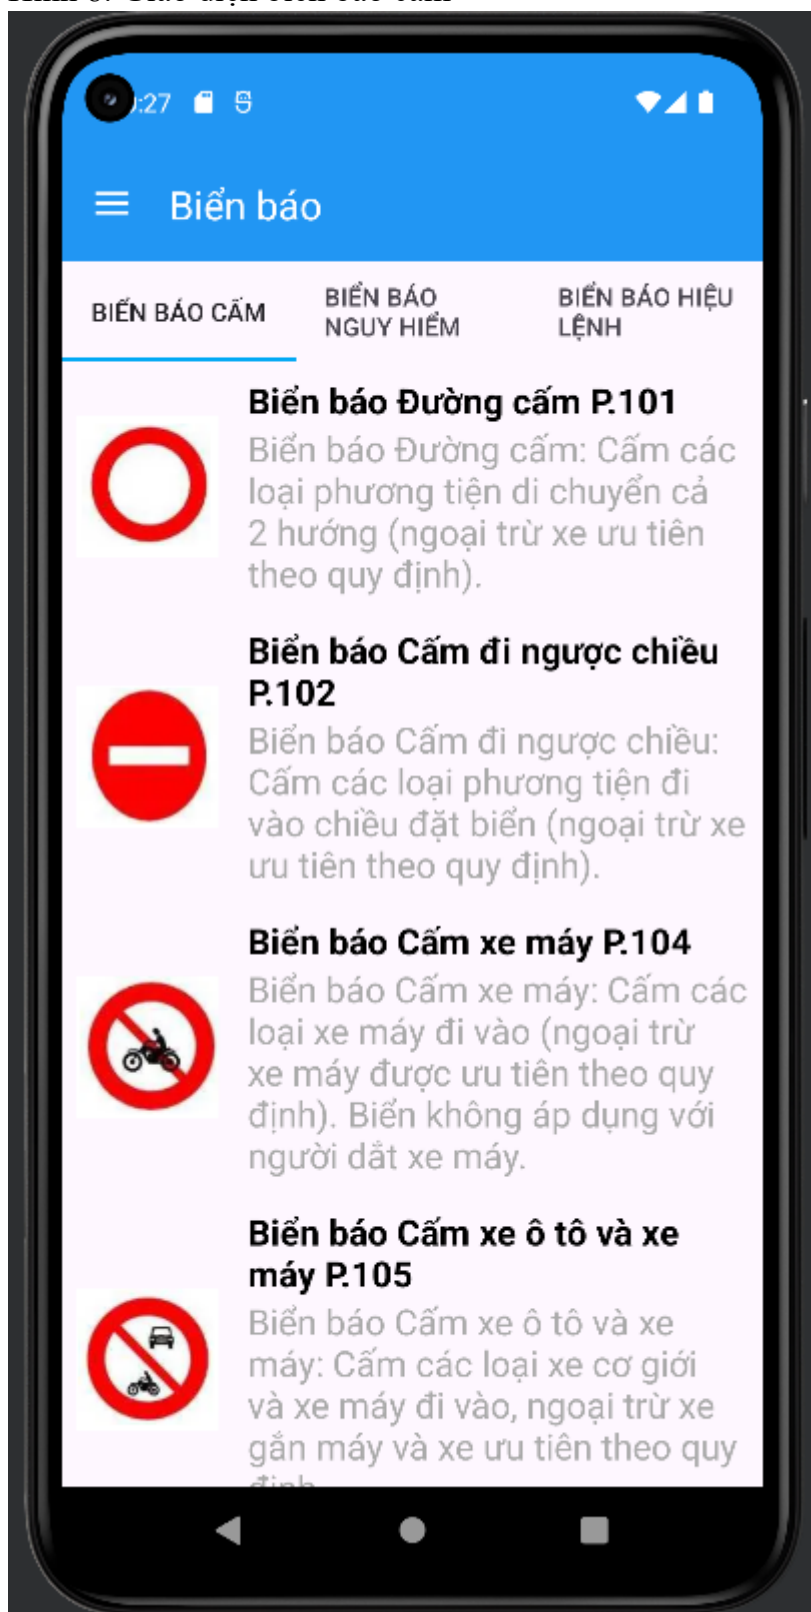 :27
Biển báo
BIỂN BÁO CẤM
BIỂN BÁO
NGUY HIỂM
BIỂN BÁO HIỆU
LỆNH
Biển báo Đường cấm P.101
Biển báo Đường cấm: Cấm các
loại phương tiện di chuyển cả
2 hướng (ngoại trừ xe ưu tiên
theo quy định).
Biển báo Cấm đi ngược chiều
P.102
Biển báo Cấm đi ngược chiều:
Cấm các loại phương tiện đi
vào chiều đặt biển (ngoại trừ xe
ưu tiên theo quy định).
Biển báo Cấm xe máy P.104
Biển báo Cấm xe máy: Cấm các
loại xe máy đi vào (ngoại trừ
xe máy được ưu tiên theo quy
định). Biển không áp dụng với
người dắt xe máy.
Biển báo Cấm xe ô tô và xe
máy P.105
Biển báo Cấm xe ô tô và xe
máy: Cấm các loại xe cơ giới
và xe máy đi vào, ngoại trừ xe
gắn máy và xe ưu tiên theo quy